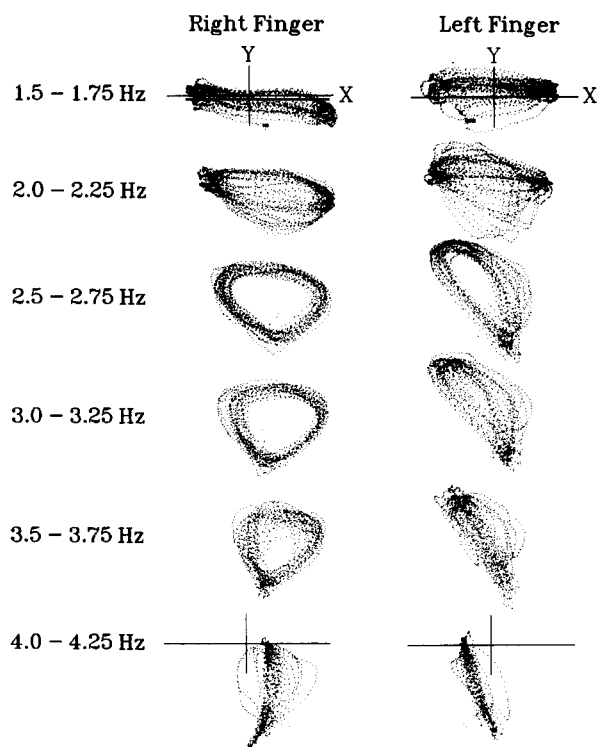 Right Finger Left Finger
Y Y
1.5 – 1.75 Hz X X
2.0 – 2.25 Hz
2.5 – 2.75 Hz
3.0 – 3.25 Hz
3.5 – 3.75 Hz
4.0 – 4.25 Hz